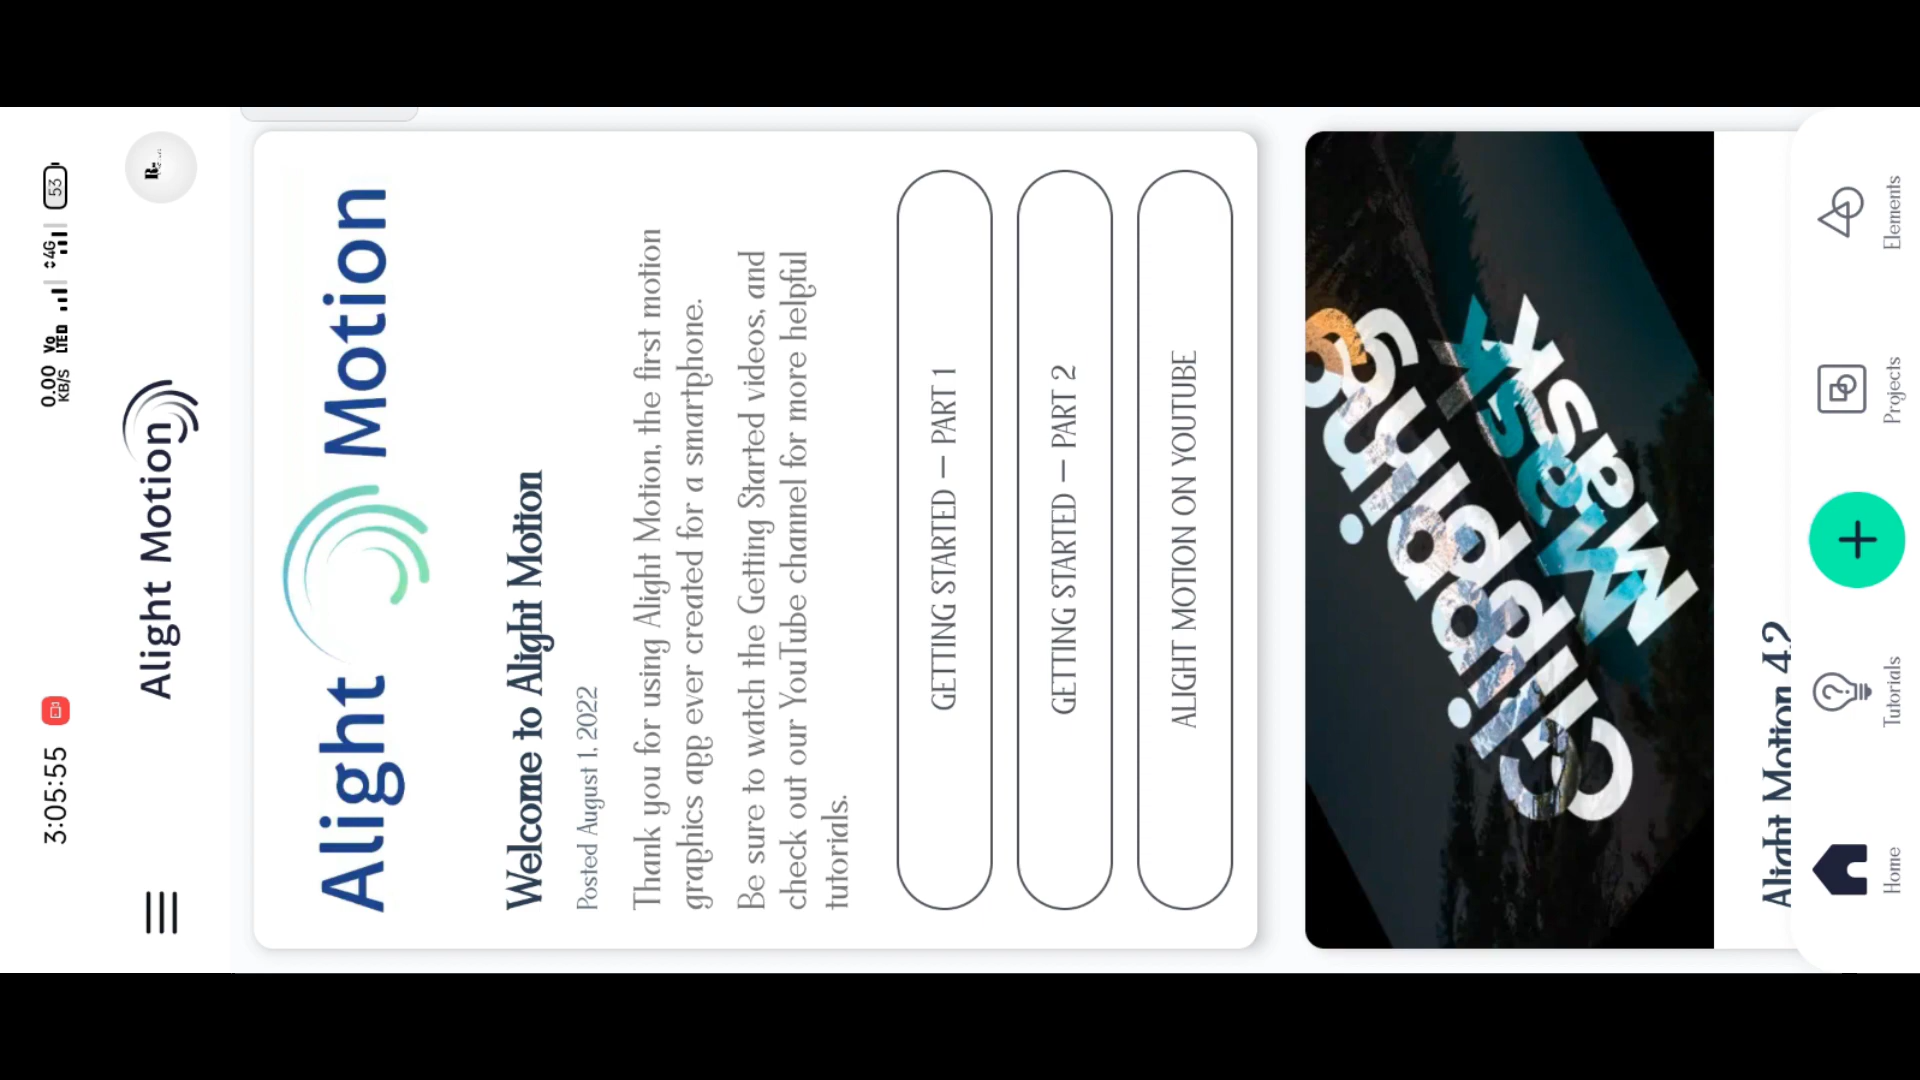 3:05:55
0.00 KB/S Vo LTED 4G 53
Alight Motion
Alight Motion
Welcome to Alight Motion
Posted August 1, 2022
Thank you for using Alight Motion, the first motion
graphics app ever created for a smartphone.
Be sure to watch the Getting Started videos, and
check out our YouTube channel for more helpful
tutorials.
GETTING STARTED – PART 1
GETTING STARTED – PART 2
ALIGHT MOTION ON YOUTUBE
Clipping
Mask
Alight Motion 4.2
Home
Tutorials
Projects
Elements